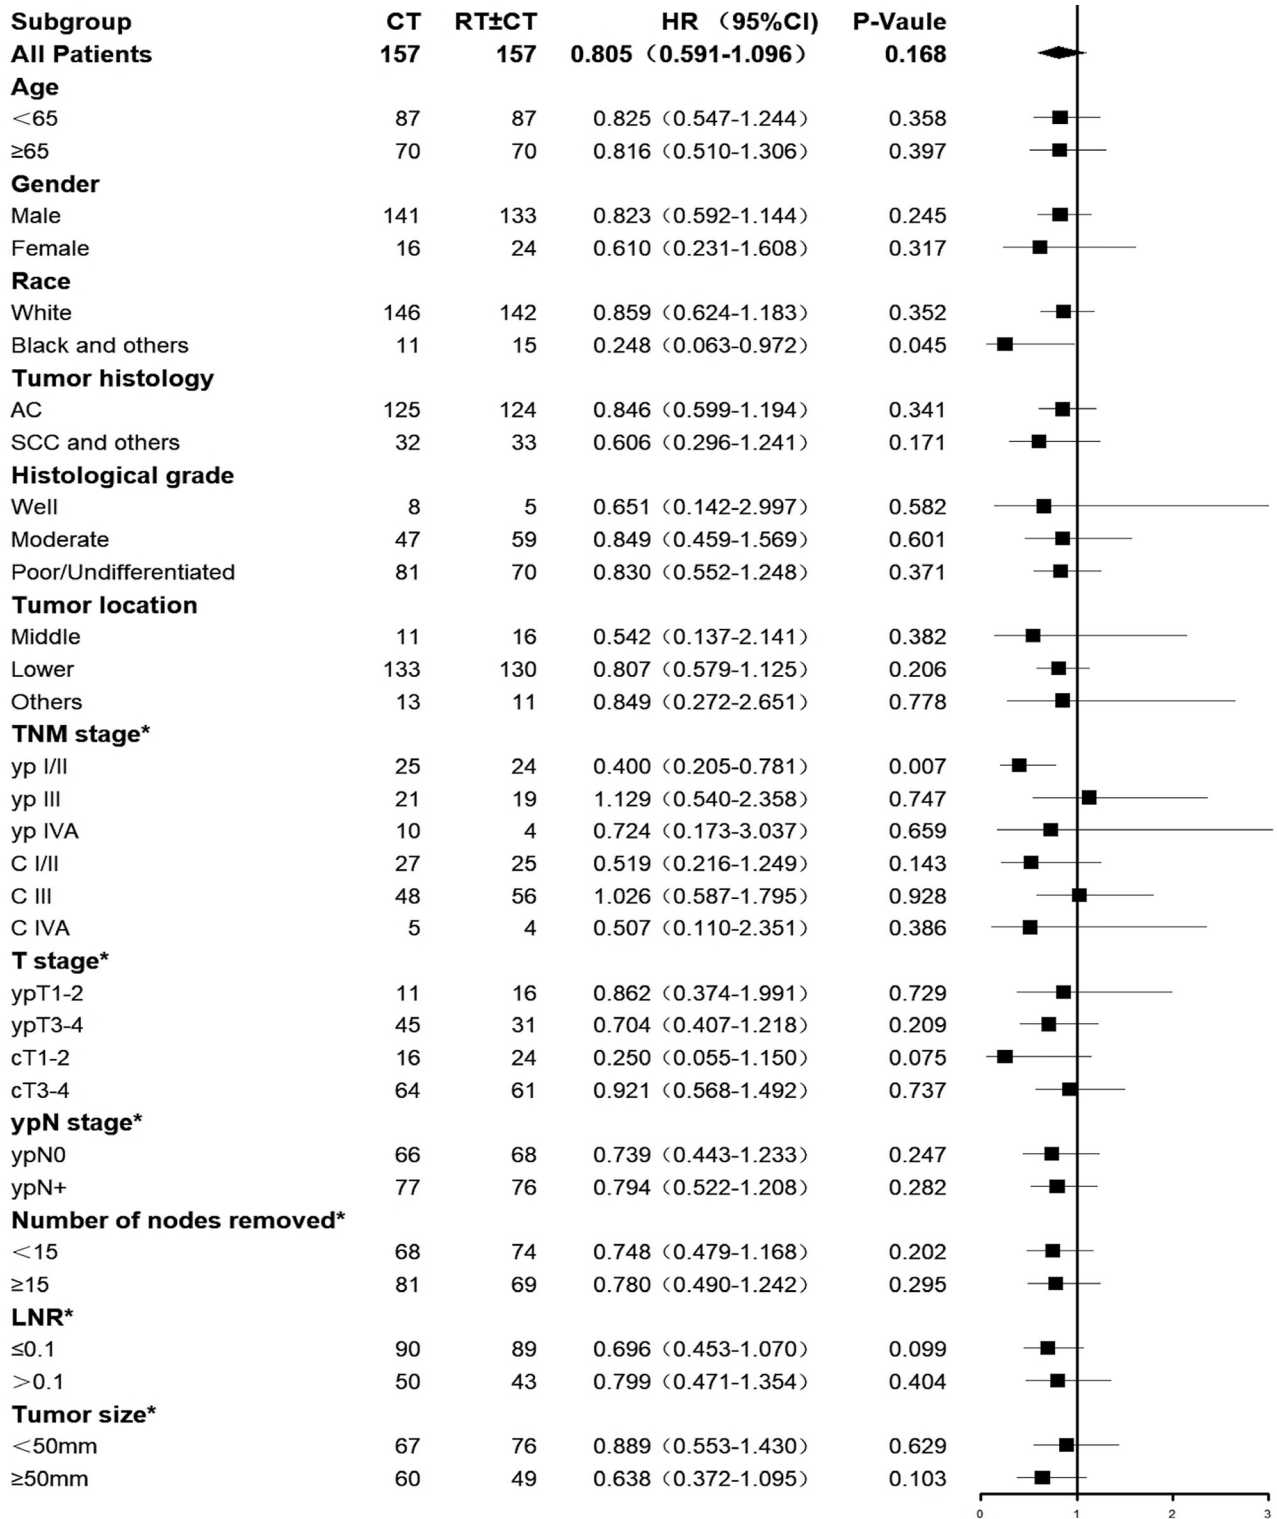 Subgroup CT RT±CT HR （95%CI) P-Vaule
All Patients 157 157 0.805（0.591-1.096） 0.168
Age
＜65 87 87 0.825（0.547-1.244） 0.358
≥65 70 70 0.816（0.510-1.306） 0.397
Gender
Male 141 133 0.823（0.592-1.144） 0.245
Female 16 24 0.610（0.231-1.608） 0.317
Race
White 146 142 0.859（0.624-1.183） 0.352
Black and others 11 15 0.248（0.063-0.972） 0.045
Tumor histology
AC 125 124 0.846（0.599-1.194） 0.341
SCC and others 32 33 0.606（0.296-1.241） 0.171
Histological grade
Well 8 5 0.651（0.142-2.997） 0.582
Moderate 47 59 0.849（0.459-1.569） 0.601
Poor/Undifferentiated 81 70 0.830（0.552-1.248） 0.371
Tumor location
Middle 11 16 0.542（0.137-2.141） 0.382
Lower 133 130 0.807（0.579-1.125） 0.206
Others 13 11 0.849（0.272-2.651） 0.778
TNM stage*
yp I/II 25 24 0.400（0.205-0.781） 0.007
yp III 21 19 1.129（0.540-2.358） 0.747
yp IVA 10 4 0.724（0.173-3.037） 0.659
C I/II 27 25 0.519（0.216-1.249） 0.143
C III 48 56 1.026（0.587-1.795） 0.928
C IVA 5 4 0.507（0.110-2.351） 0.386
T stage*
ypT1-2 11 16 0.862（0.374-1.991） 0.729
ypT3-4 45 31 0.704（0.407-1.218） 0.209
cT1-2 16 24 0.250（0.055-1.150） 0.075
cT3-4 64 61 0.921（0.568-1.492） 0.737
ypN stage*
ypN0 66 68 0.739（0.443-1.233） 0.247
ypN+ 77 76 0.794（0.522-1.208） 0.282
Number of nodes removed*
＜15 68 74 0.748（0.479-1.168） 0.202
≥15 81 69 0.780（0.490-1.242） 0.295
LNR*
≤0.1 90 89 0.696（0.453-1.070） 0.099
＞0.1 50 43 0.799（0.471-1.354） 0.404
Tumor size*
＜50mm 67 76 0.889（0.553-1.430） 0.629
≥50mm 60 49 0.638（0.372-1.095） 0.103
0 1 2 3